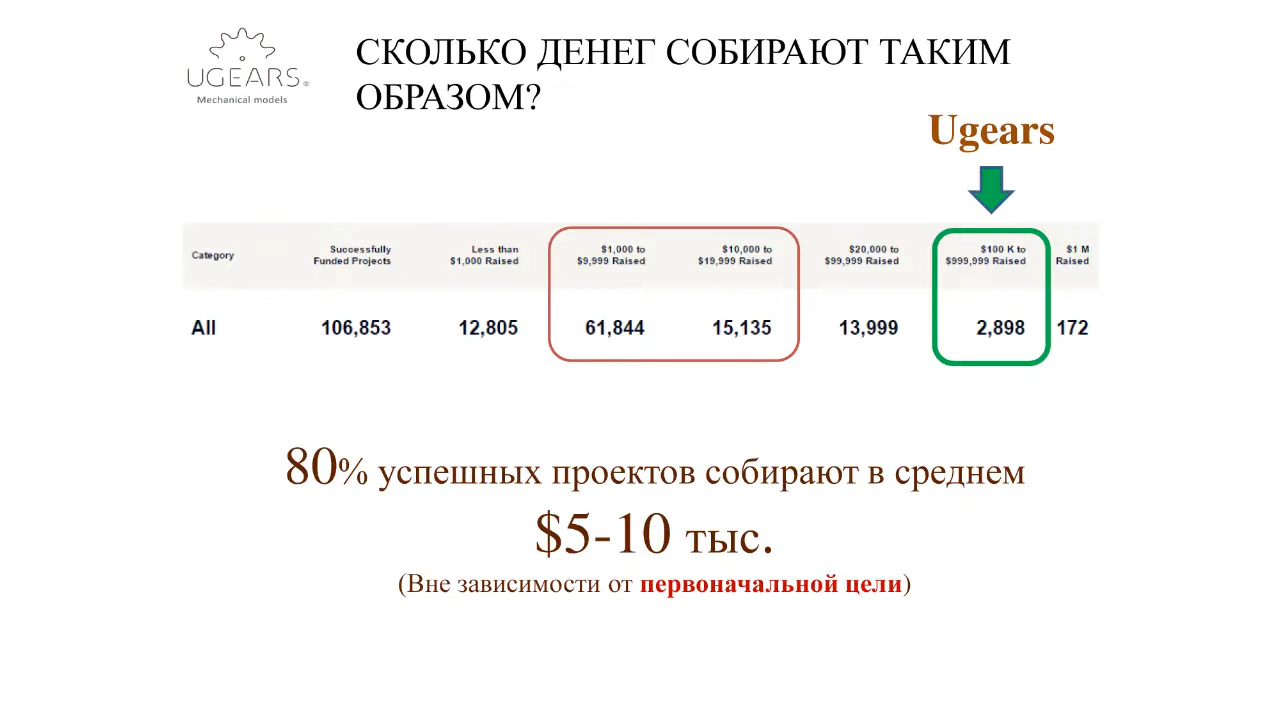 UGEARS®
Mechanical models
СКОЛЬКО ДЕНЕГ СОБИРАЮТ ТАКИМ
ОБРАЗОМ?
Ugears
Category
Successfully
Funded Projects
Less than
$1,000 Raised
$1,000 to
$9,999 Raised
$10,000 to
$19,999 Raised
$20,000 to
$99,999 Raised
$100 K to
$999,999 Raised
$1 M
Raised
All 106,853 12,805 61,844 15,135 13,999 2,898 172
80% успешных проектов собирают в среднем
$5-10 тыс.
(Вне зависимости от первоначальной цели)